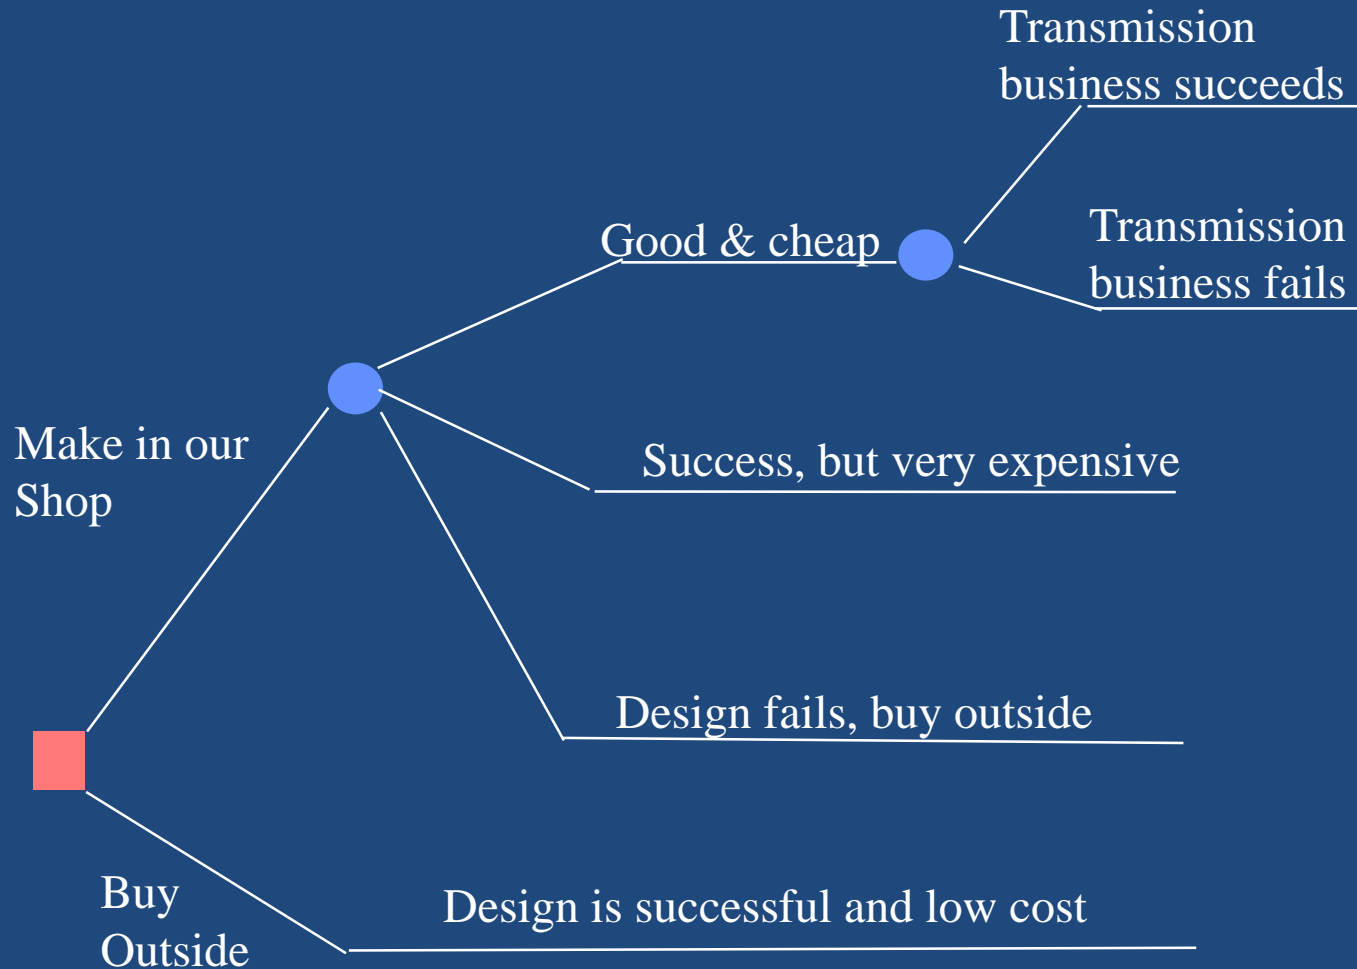 Transmission
business succeeds
Transmission
business fails
Good & cheap
Make in our
Shop
Success, but very expensive
Design fails, buy outside
Buy
Outside
Design is successful and low cost